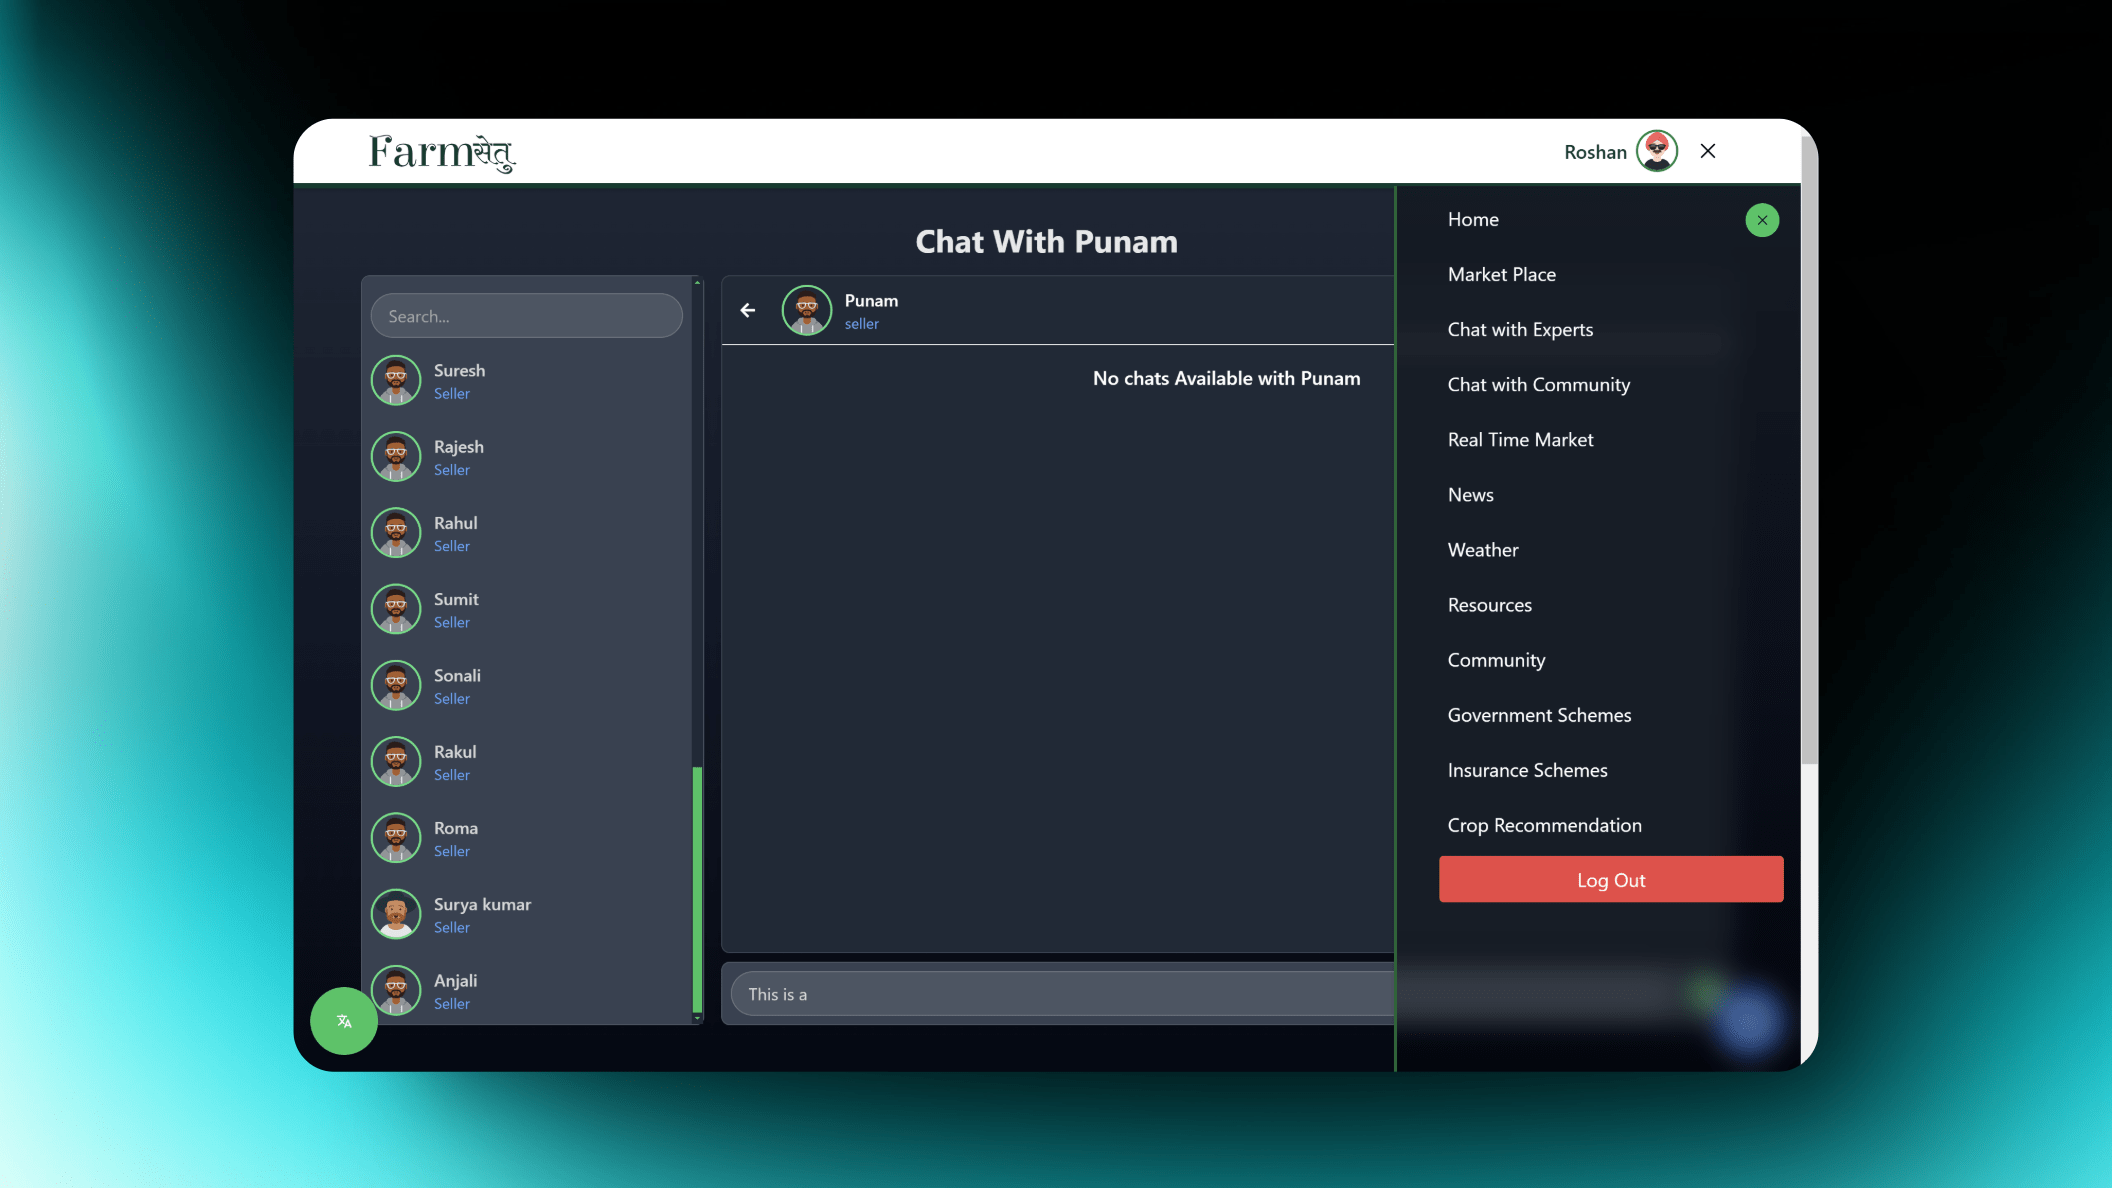 Farmसेतु
Roshan
Chat With Punam
Search...
Suresh
Seller
Rajesh
Seller
Rahul
Seller
Sumit
Seller
Sonali
Seller
Rakul
Seller
Roma
Seller
Surya kumar
Seller
Anjali
Seller
Punam
seller
No chats Available with Punam
This is a
Home
Market Place
Chat with Experts
Chat with Community
Real Time Market
News
Weather
Resources
Community
Government Schemes
Insurance Schemes
Crop Recommendation
Log Out